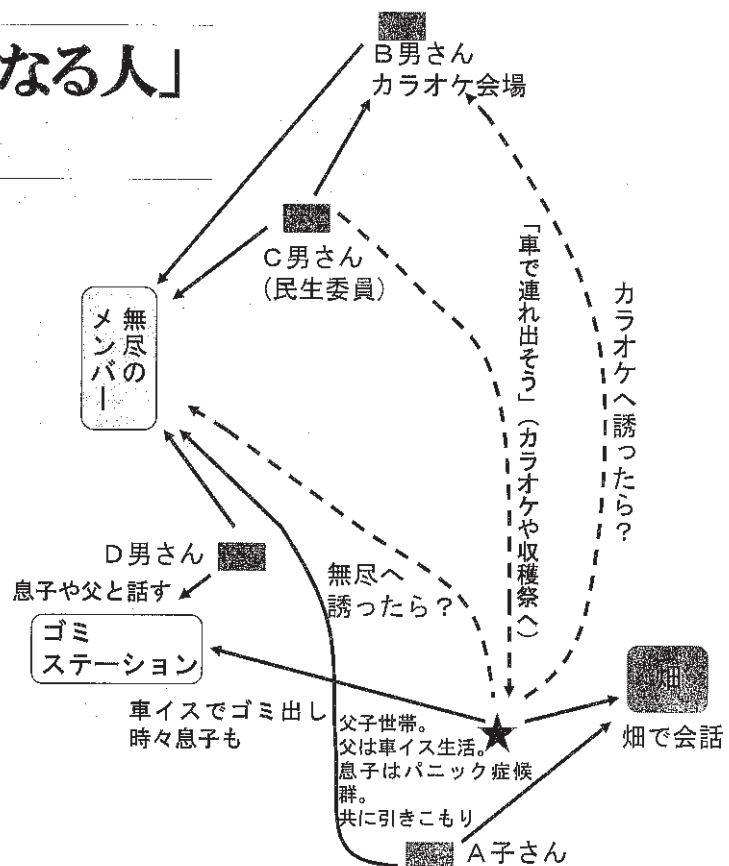 なる人」
B男さん
カラオケ会場
C男さん
(民生委員)
無尽の
メンバー
「車で連れ出そう」(カラオケや収穫祭へ)
カラオケへ誘ったら?
D男さん
息子や父と話す
無尽へ
誘ったら?
ゴミ
ステーション
車イスでゴミ出し
時々息子も
父子世帯。
父は車イス生活。
息子はパニック症候
群。
共に引きこもり
畑
畑で会話
A子さん